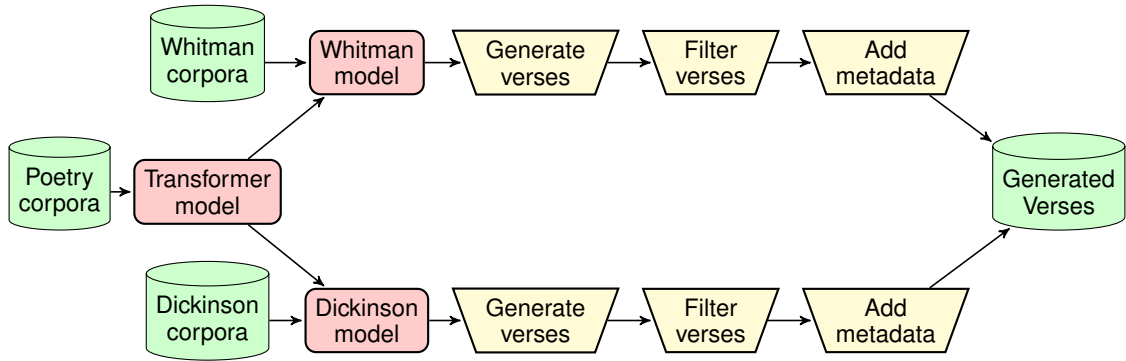 Whitman
corpora
Whitman
model
Generate
verses
Filter
verses
Add
metadata
Poetry
corpora
Transformer
model
Generated
Verses
Dickinson
corpora
Dickinson
model
Generate
verses
Filter
verses
Add
metadata